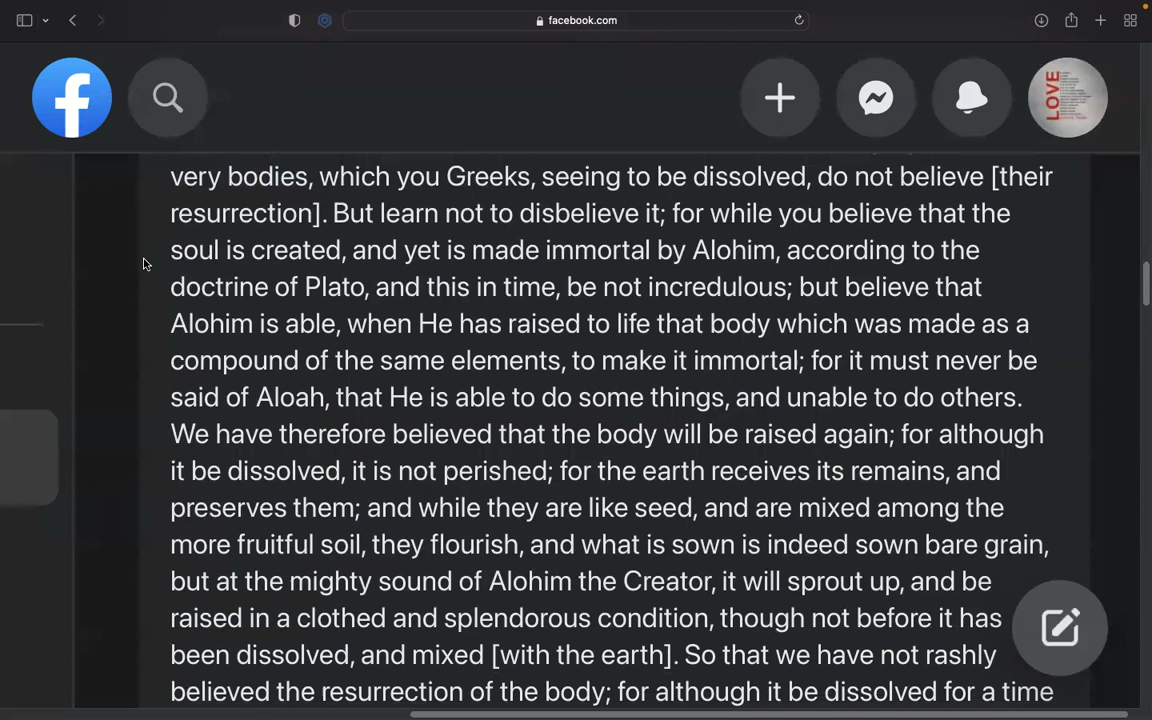 facebook.com
LOVE
very bodies, which you Greeks, seeing to be dissolved, do not believe [their
resurrection]. But learn not to disbelieve it; for while you believe that the
soul is created, and yet is made immortal by Alohim, according to the
doctrine of Plato, and this in time, be not incredulous; but believe that
Alohim is able, when He has raised to life that body which was made as a
compound of the same elements, to make it immortal; for it must never be
said of Aloah, that He is able to do some things, and unable to do others.
We have therefore believed that the body will be raised again; for although
it be dissolved, it is not perished; for the earth receives its remains, and
preserves them; and while they are like seed, and are mixed among the
more fruitful soil, they flourish, and what is sown is indeed sown bare grain,
but at the mighty sound of Alohim the Creator, it will sprout up, and be
raised in a clothed and splendorous condition, though not before it has
been dissolved, and mixed [with the earth]. So that we have not rashly
believed the resurrection of the body; for although it be dissolved for a time